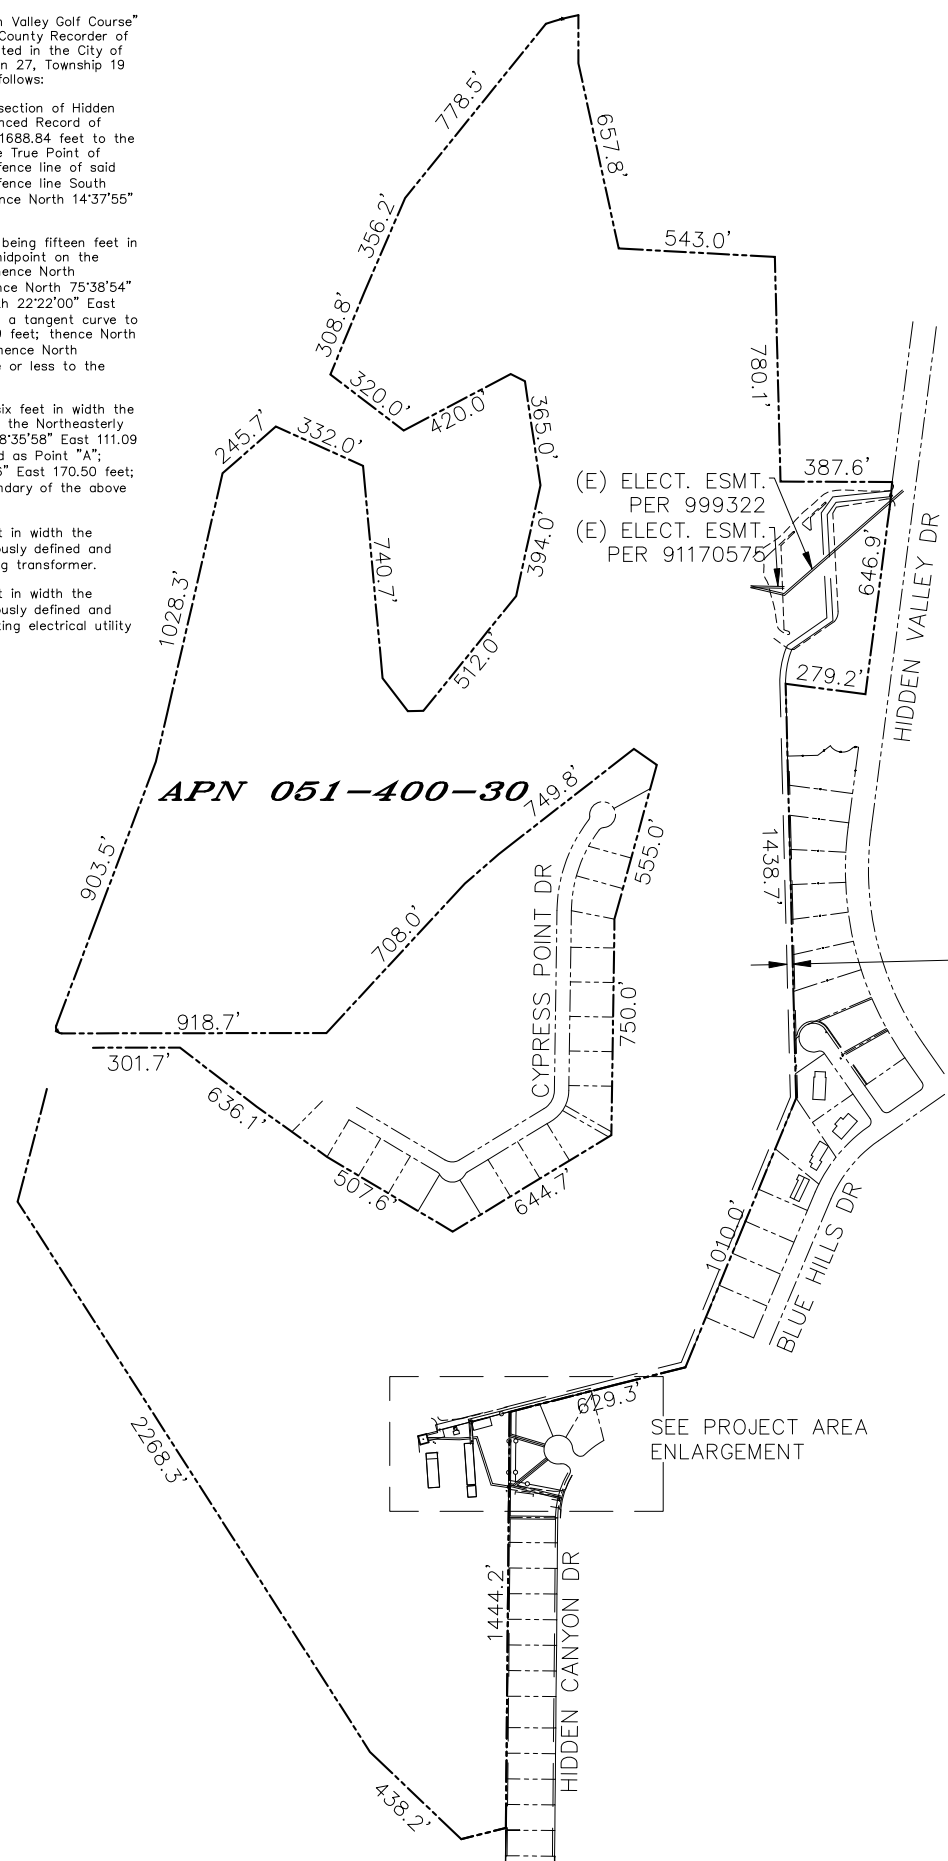 n Valley Golf Course"
County Recorder of
ted in the City of
n 27, Township 19
follows:
section of Hidden
nced Record of
1688.84 feet to the
e True Point of
fence line of said
fence line South
nce North 14°37'55"
being fifteen feet in
midpoint on the
hence North
nce North 75°38'54"
th 22°22'00" East
a tangent curve to
feet; thence North
hence North
e or less to the
six feet in width the
the Northeasterly
8°35'58" East 111.09
d as Point "A";
6" East 170.50 feet;
ndary of the above
t in width the
ously defined and
ng transformer.
t in width the
ously defined and
ting electrical utility
778.5'
657.8'
356.2'
543.0'
308.8'
780.1'
320.0'
420.0'
365.0'
245.7'
332.0'
387.6'
(E) ELECT. ESMT.
PER 999322
(E) ELECT. ESMT.
PER 91170575
394.0'
740.7'
646.9'
1028.3'
512.0'
279.2'
HIDDEN VALLEY DR
APN 051-400-30
749.8'
555.0'
1438.7'
903.5'
708.0'
CYPRESS POINT DR
750.0'
918.7'
301.7'
636.1'
507.6'
644.7'
1010.0'
BLUE HILLS DR
629.3'
SEE PROJECT AREA
ENLARGEMENT
2268.3'
1444.2'
HIDDEN CANYON DR
438.2'